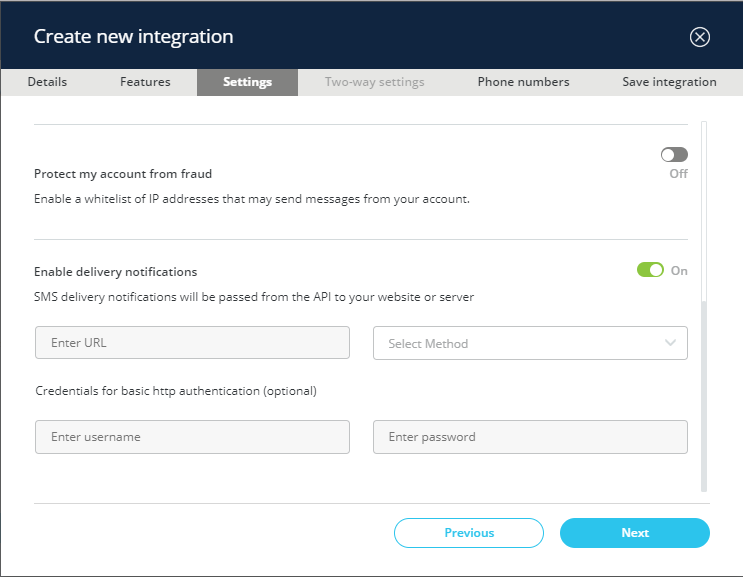 Create new integration
Details Features Settings Two-way settings Phone numbers Save integration
Protect my account from fraud
Off
Enable a whitelist of IP addresses that may send messages from your account.
Enable delivery notifications
On
SMS delivery notifications will be passed from the API to your website or server
Enter URL Select Method
Credentials for basic http authentication (optional)
Enter username Enter password
Previous Next